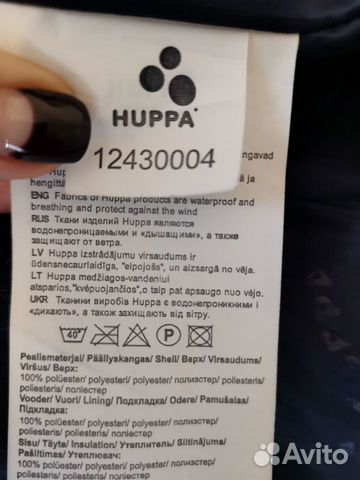 HUPPA
12430004
ngavad
ja
hengittä
ENG Fabrics of Huppa products are waterproof and
breathing and protect against the wind
RUS Ткани изделий Huppa являются
водонепроницаемыми и «дышащими», а также
защищают от ветра.
LV Huppa izstrādājumu virsaudums ir
ūdensnecaurlaidīgs, "elpojošs", un aizsargā no vēja.
LT Huppa medžiagos-vandeniui
atsparios,"kvėpuojančios",o taip pat apsaugo nuo vėjo.
UKR Тканини виробів Huppa є водонепроникними і
«дихають», а також захищають від вітру.
40° P
Pealismaterjal/ Päällyskangas/ Shell/ Верх/ Virsaudums/
Viršus/ Верх:
100% polüester/ polyester/ polyester/ полиэстер/ poliesteris/
poliesteris/ поліестер
Vooder/ Vuori/ Lining/ Подкладка/ Odere/ Pamušalas/
Підкладка:
100% polüester/ polyesteri/ polyester/ полиэстер/
poliesteris/ poliesteris/ поліестер
Sisu/ Täyte/ Insulation/ Утеплитель/ Siltinājums/
Pašiltinimas/ Утеплювач:
100% polüester/ polyesteri/ polyester/ полиэстер/
Avito